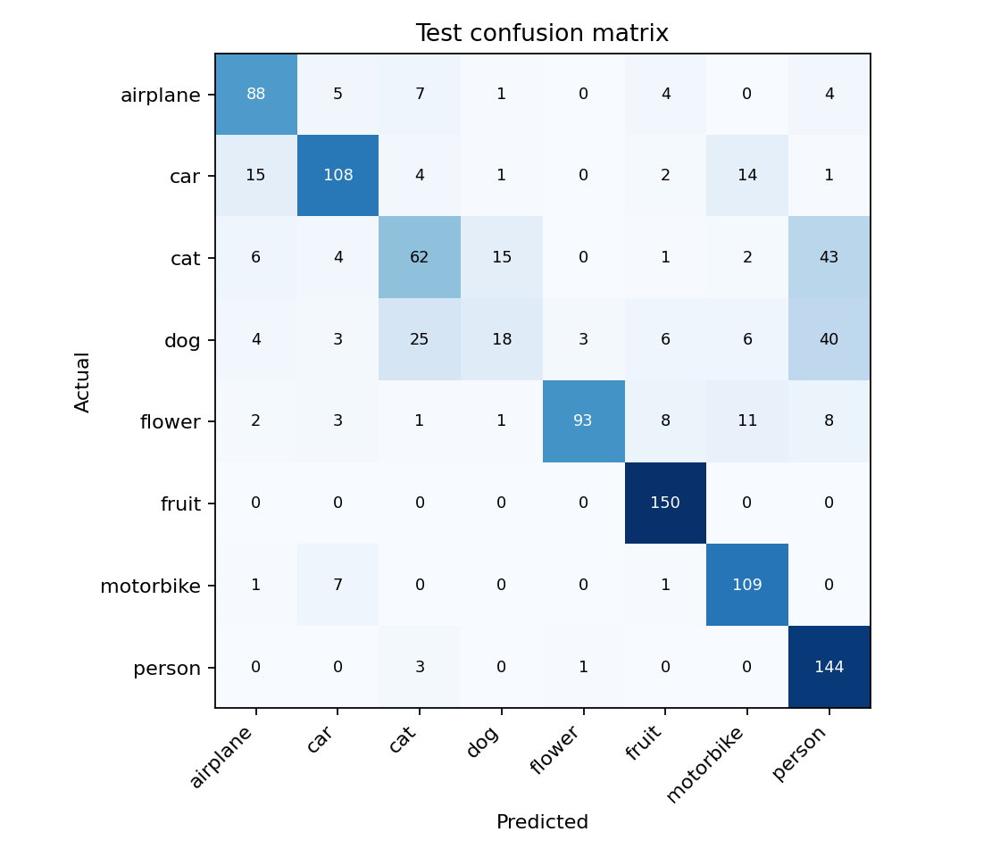 Test confusion matrix
airplane 88 5 7 1 0 4 0 4
car 15 108 4 1 0 2 14 1
cat 6 4 62 15 0 1 2 43
dog 4 3 25 18 3 6 6 40
flower 2 3 1 1 93 8 11 8
fruit 0 0 0 0 0 150 0 0
motorbike 1 7 0 0 0 1 109 0
person 0 0 3 0 1 0 0 144
Actual
airplane car cat dog flower fruit motorbike person
Predicted